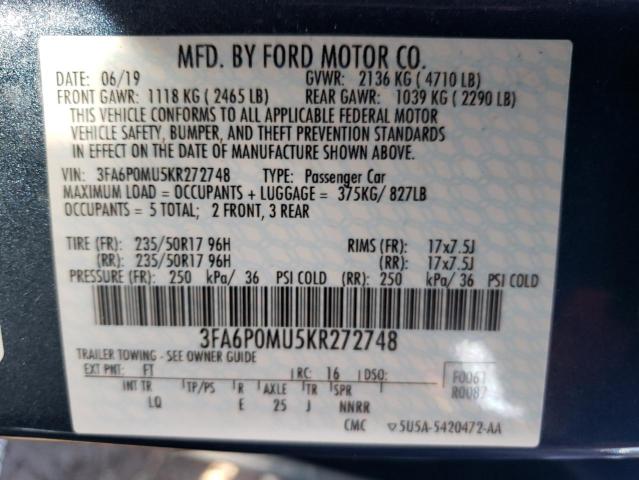 MFD. BY FORD MOTOR CO.
DATE: 06/19 GVWR: 2136 KG ( 4710 LB)
FRONT GAWR: 1118 KG ( 2465 LB) REAR GAWR: 1039 KG ( 2290 LB)
THIS VEHICLE CONFORMS TO ALL APPLICABLE FEDERAL MOTOR
VEHICLE SAFETY, BUMPER, AND THEFT PREVENTION STANDARDS
IN EFFECT ON THE DATE OF MANUFACTURE SHOWN ABOVE.
VIN: 3FA6P0MU5KR272748 TYPE: Passenger Car
MAXIMUM LOAD = OCCUPANTS + LUGGAGE = 375KG/ 827LB
OCCUPANTS = 5 TOTAL; 2 FRONT, 3 REAR
TIRE (FR): 235/50R17 96H RIMS (FR): 17x7.5J
(RR): 235/50R17 96H (RR): 17x7.5J
PRESSURE (FR): 250 kPa/ 36 PSI COLD (RR): 250 kPa/ 36 PSI COLD
3FA6P0MU5KR272748
TRAILER TOWING - SEE OWNER GUIDE
EXT PNT: FT RC: 16 DSO: F0061
INT TR TP/PS R AXLE TR SPR R0087
LQ E 25 J NNRR
CMC ▽5U5A-5420472-AA